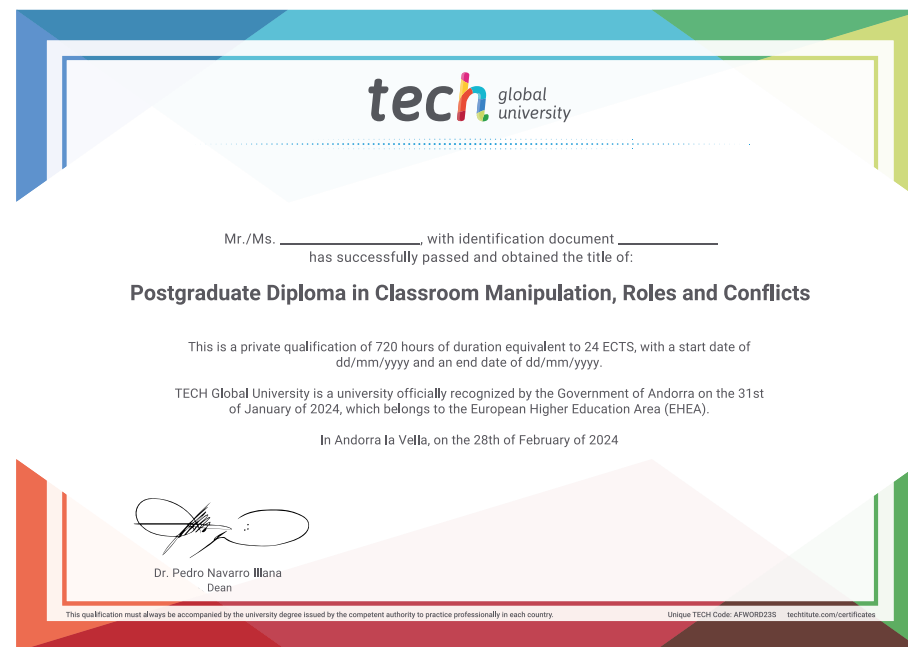 tech global university
Mr./Ms. ____________, with identification document ____________
has successfully passed and obtained the title of:
Postgraduate Diploma in Classroom Manipulation, Roles and Conflicts
This is a private qualification of 720 hours of duration equivalent to 24 ECTS, with a start date of
dd/mm/yyyy and an end date of dd/mm/yyyy.
TECH Global University is a university officially recognized by the Government of Andorra on the 31st
of January of 2024, which belongs to the European Higher Education Area (EHEA).
In Andorra la Vella, on the 28th of February of 2024
Dr. Pedro Navarro Illana
Dean
This qualification must always be accompanied by the university degree issued by the competent authority to practice professionally in each country.
Unique TECH Code: AFWORD23S techtitute.com/certificates